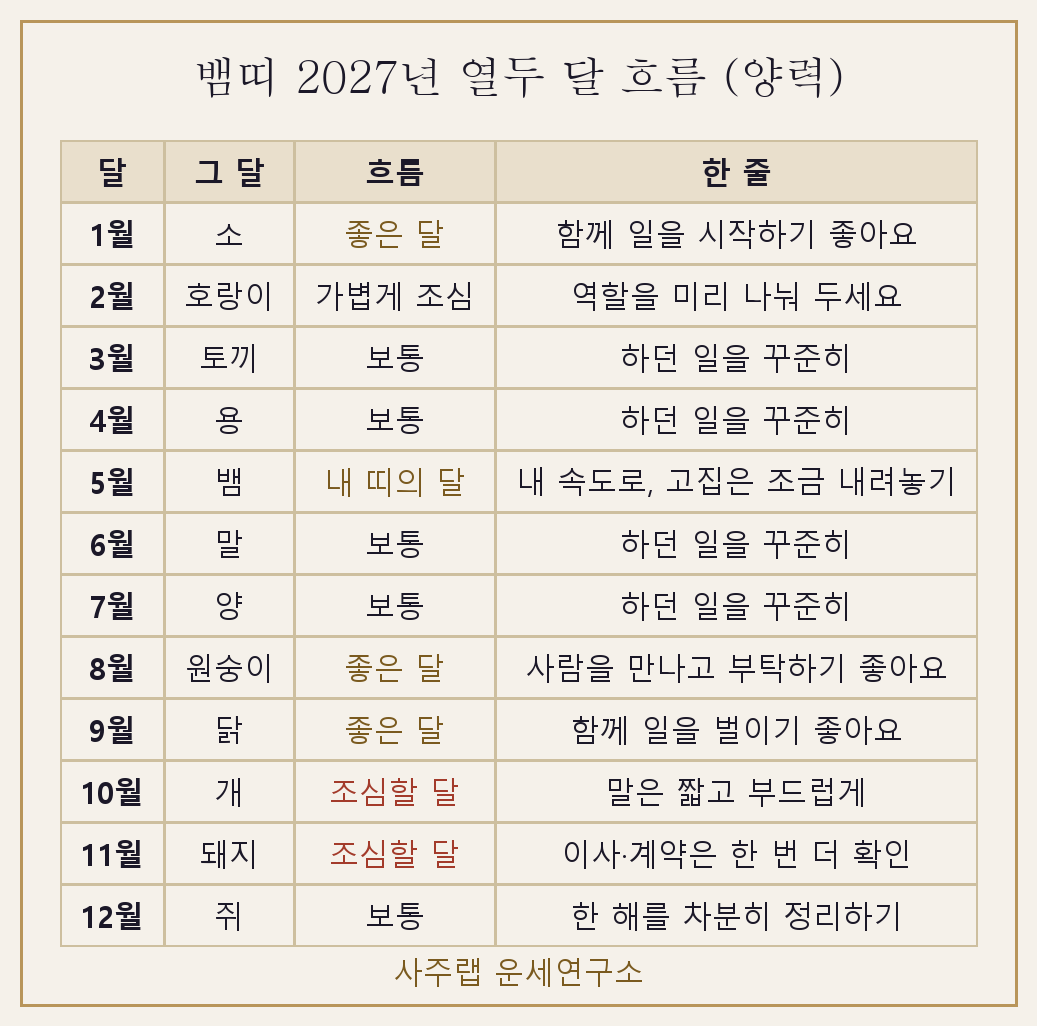 뱀띠 2027년 열두 달 흐름 (양력)
달 그 달 흐름 한 줄
1월 소 좋은 달 함께 일을 시작하기 좋아요
2월 호랑이 가볍게 조심 역할을 미리 나눠 두세요
3월 토끼 보통 하던 일을 꾸준히
4월 용 보통 하던 일을 꾸준히
5월 뱀 내 띠의 달 내 속도로, 고집은 조금 내려놓기
6월 말 보통 하던 일을 꾸준히
7월 양 보통 하던 일을 꾸준히
8월 원숭이 좋은 달 사람을 만나고 부탁하기 좋아요
9월 닭 좋은 달 함께 일을 벌이기 좋아요
10월 개 조심할 달 말은 짧고 부드럽게
11월 돼지 조심할 달 이사·계약은 한 번 더 확인
12월 쥐 보통 한 해를 차분히 정리하기
사주랩 운세연구소